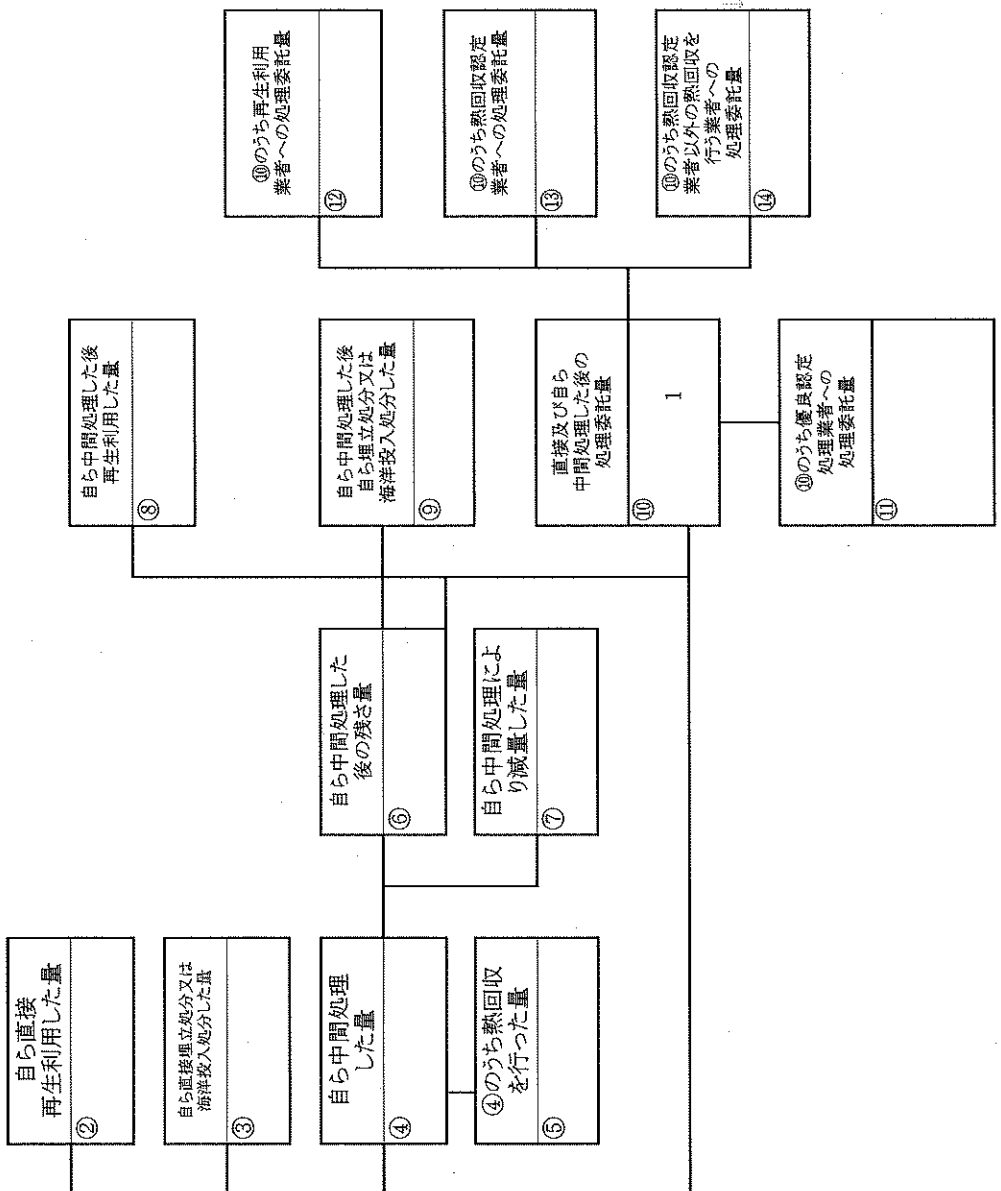 自ら直接
再生利用した量
②
自ら直接埋立処分又は
海洋投入処分した量
③
自ら中間処理
した量
④
④のうち熱回収
を行った量
⑤
自ら中間処理した
後の残さ量
⑥
自ら中間処理によ
り減量した量
⑦
自ら中間処理した後
再生利用した量
⑧
自ら中間処理した後
自ら埋立処分又は
海洋投入処分した量
⑨
直接及び自ら
中間処理した後の
処理委託量
⑩
1
⑩のうち優良認定
処理業者への
処理委託量
⑪
⑩のうち再生利用
業者への処理委託量
⑫
⑩のうち熱回収認定
業者への処理委託量
⑬
⑩のうち熱回収認定
業者以外の熱回収を
行う業者への
処理委託量
⑭